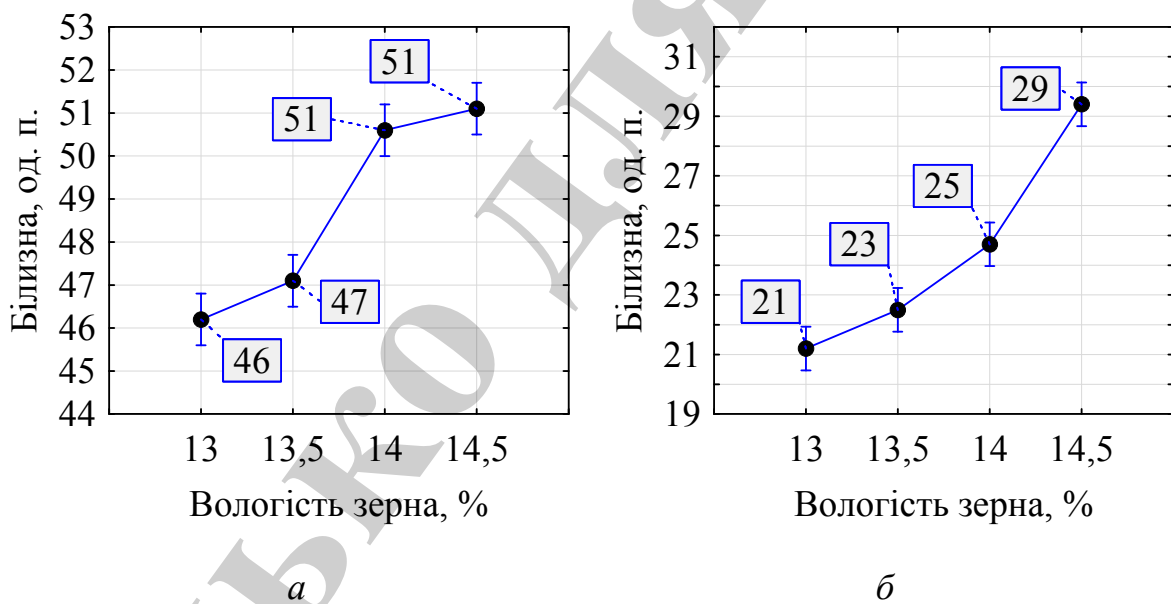 Білизна, од. п.
53
52
51
50
49
48
47
46
45
44
46
47
51
51
13 13,5 14 14,5
Вологість зерна, %
а
Білизна, од. п.
31
29
27
25
23
21
19
21
23
25
29
13 13,5 14 14,5
Вологість зерна, %
б
ЬКО ДЛЯ